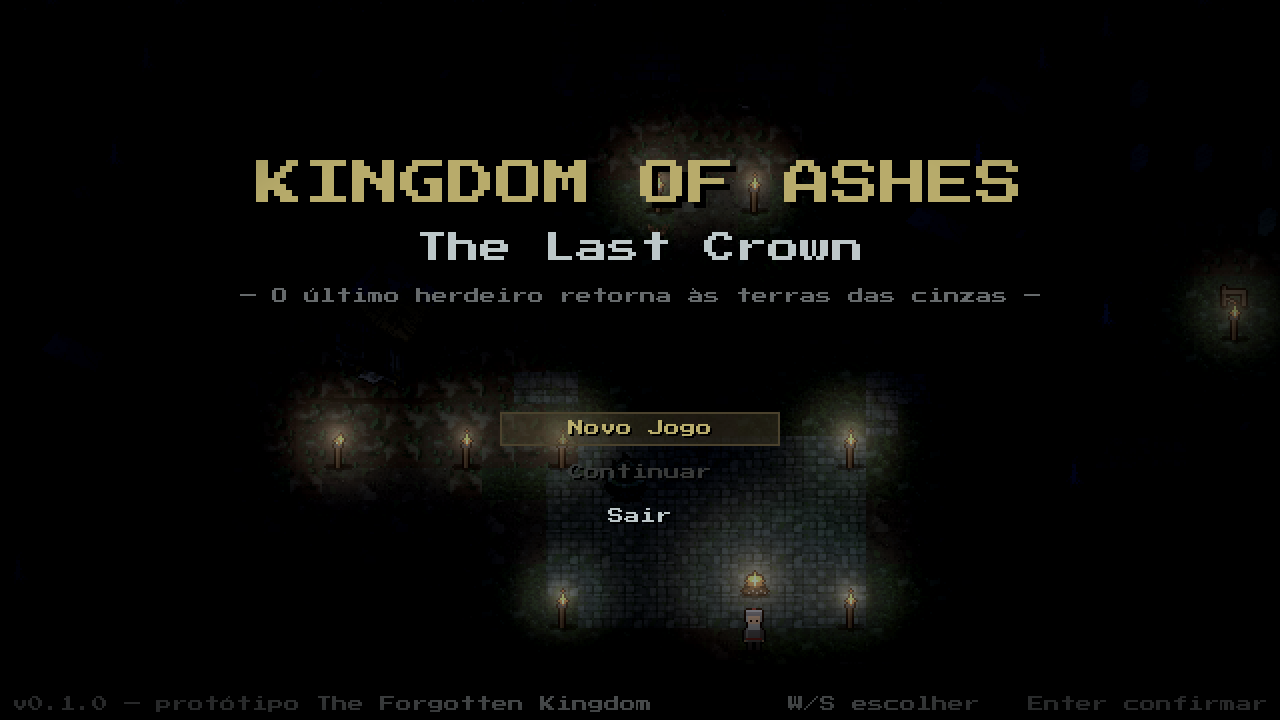 KINGDOM OF ASHES
The Last Crown
— O último herdeiro retorna às terras das cinzas —
Novo Jogo
Continuar
Sair
v0.1.0 — protótipo The Forgotten Kingdom
W/S escolher Enter confirmar